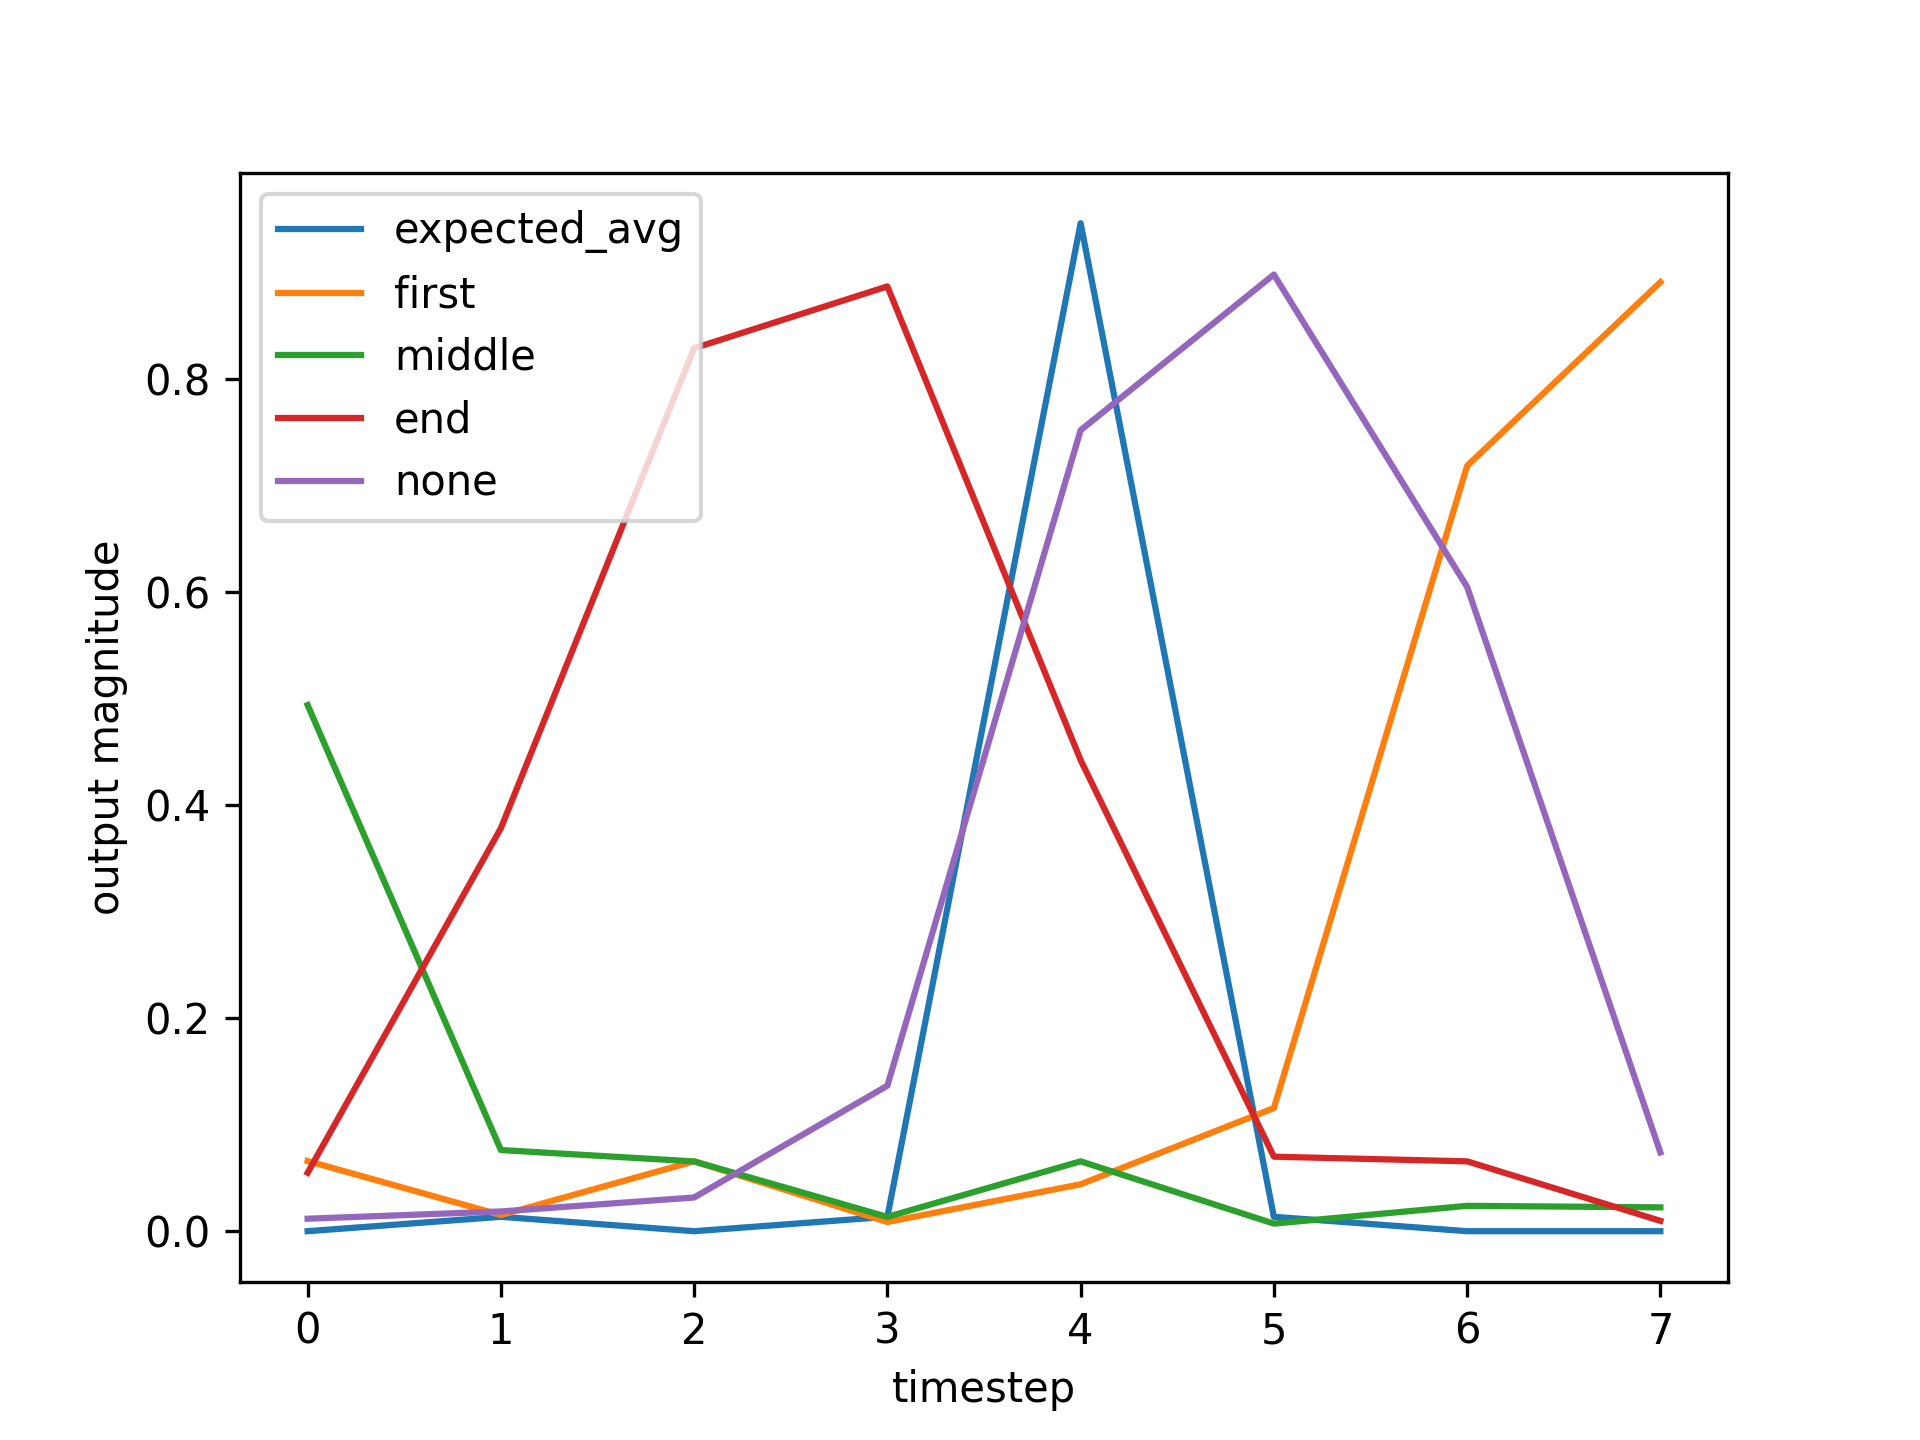 expected_avg
first
middle
end
none
output magnitude
0.8
0.6
0.4
0.2
0.0
0 1 2 3 4 5 6 7
timestep